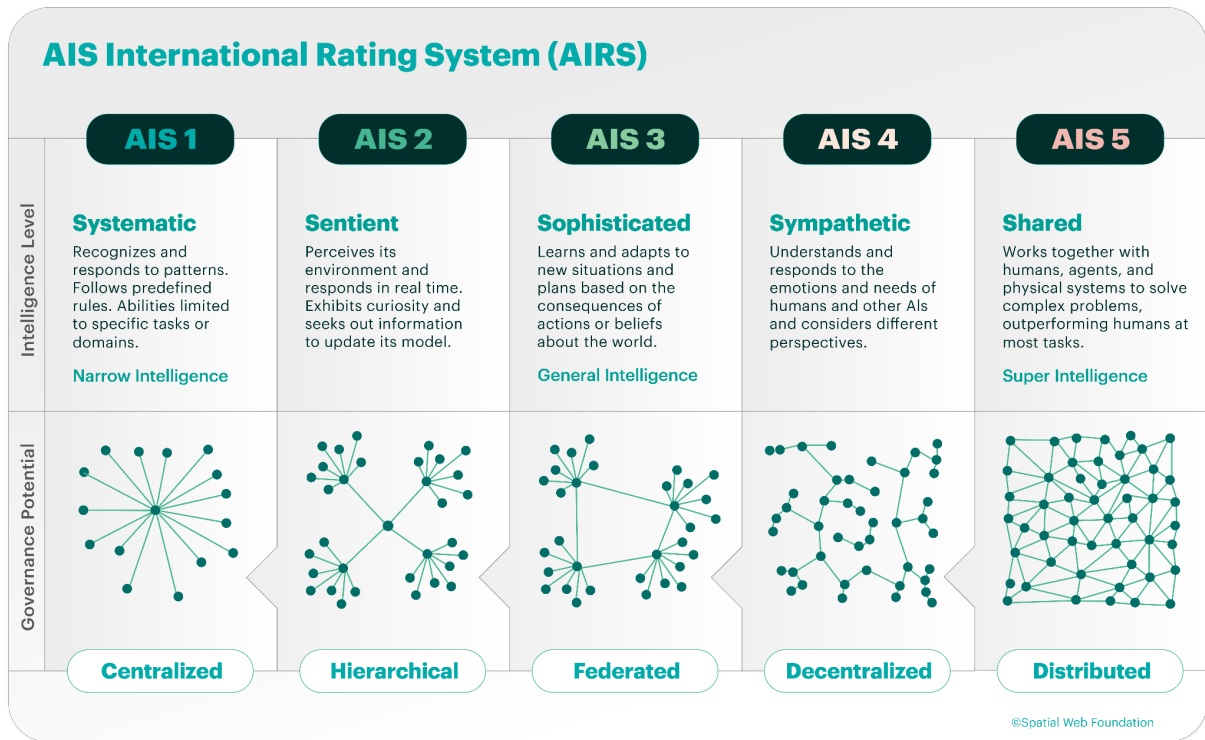 AIS International Rating System (AIRS)
AIS 1
AIS 2
AIS 3
AIS 4
AIS 5
Intelligence Level
Systematic
Recognizes and
responds to patterns.
Follows predefined
rules. Abilities limited
to specific tasks or
domains.
Narrow Intelligence
Sentient
Perceives its
environment and
responds in real time.
Exhibits curiosity and
seeks out information
to update its model.
Sophisticated
Learns and adapts to
new situations and
plans based on the
consequences of
actions or beliefs
about the world.
General Intelligence
Sympathetic
Understands and
responds to the
emotions and needs of
humans and other AIs
and considers different
perspectives.
Shared
Works together with
humans, agents, and
physical systems to solve
complex problems,
outperforming humans at
most tasks.
Super Intelligence
Governance Potential
Centralized
Hierarchical
Federated
Decentralized
Distributed
©Spatial Web Foundation